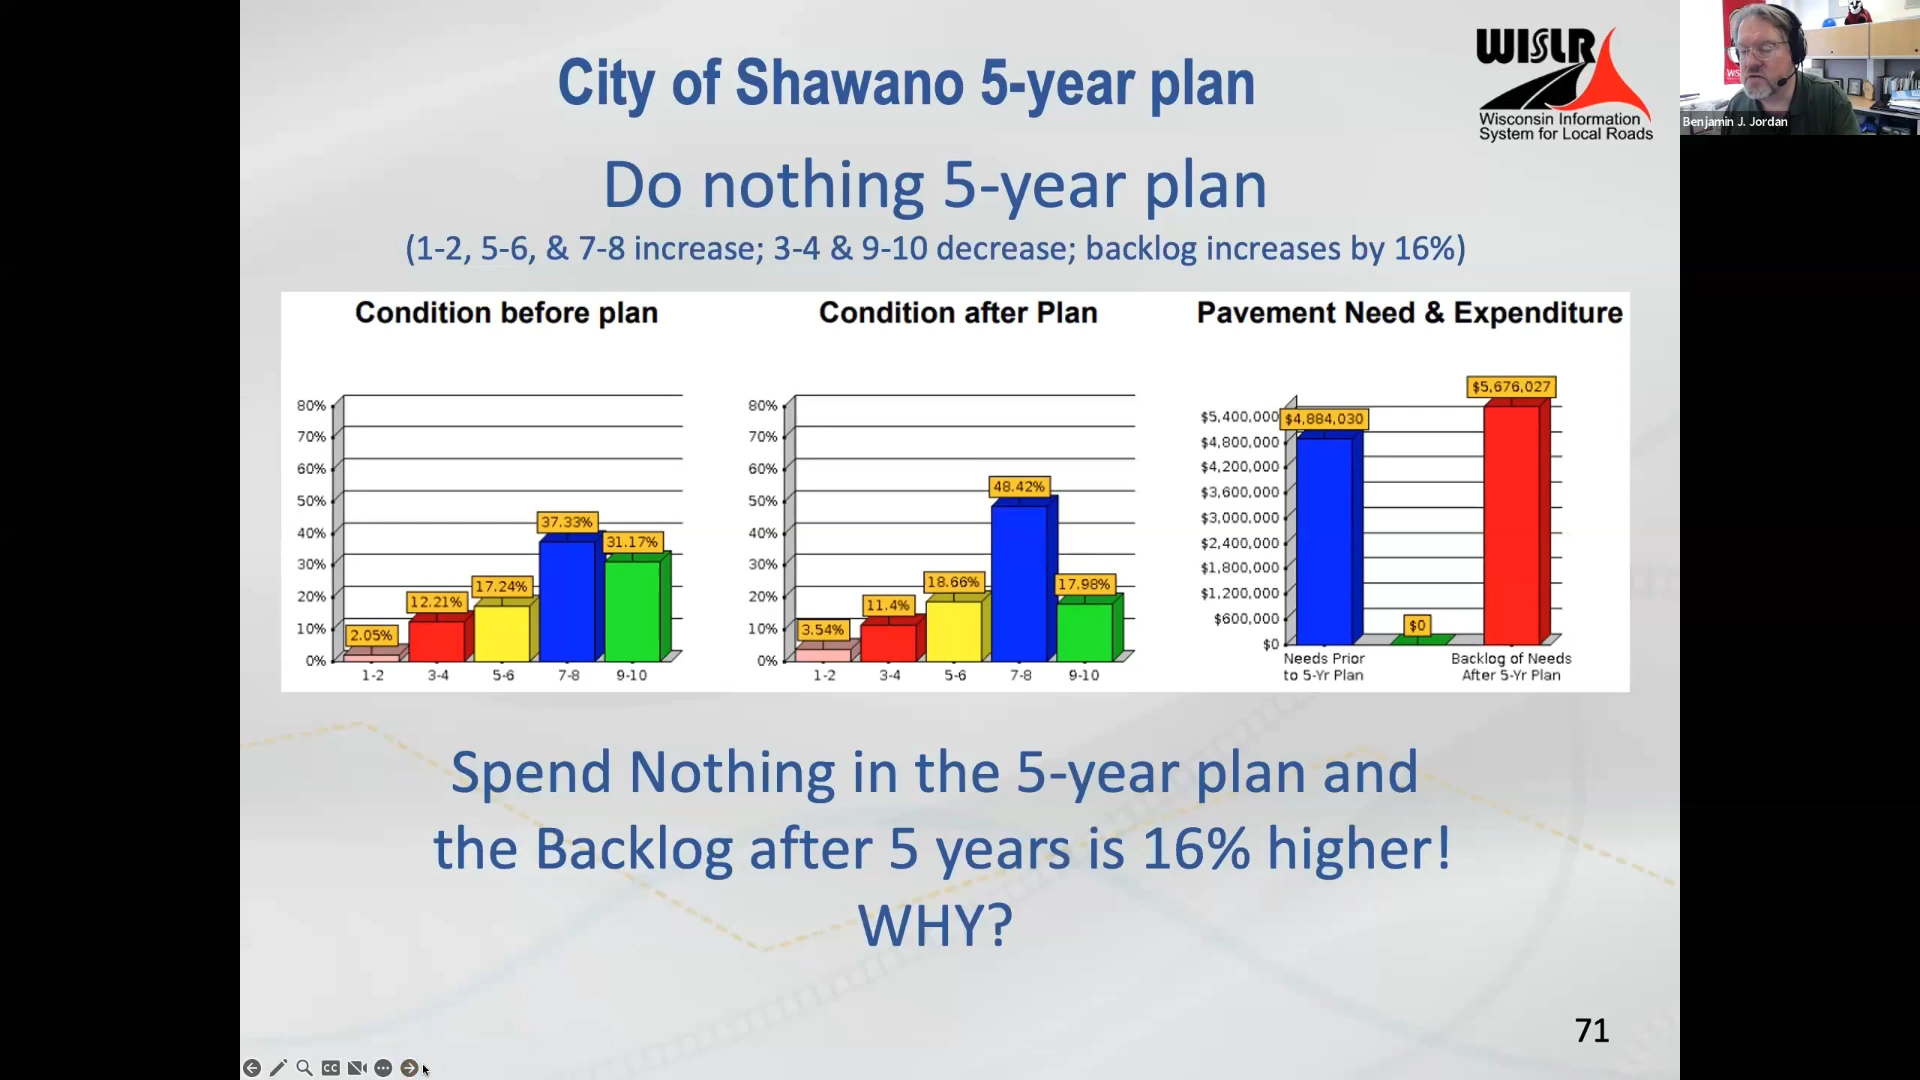 City of Shawano 5-year plan
WISLR
Wisconsin Information
System for Local Roads
Benjamin J. Jordan
Do nothing 5-year plan
(1-2, 5-6, & 7-8 increase; 3-4 & 9-10 decrease; backlog increases by 16%)
Condition before plan
80%
70%
60%
50%
40%
30%
20%
10%
0%
2.05%
12.21%
17.24%
37.33%
31.17%
1-2 3-4 5-6 7-8 9-10
Condition after Plan
80%
70%
60%
50%
40%
30%
20%
10%
0%
3.54%
11.4%
18.66%
48.42%
17.98%
1-2 3-4 5-6 7-8 9-10
Pavement Need & Expenditure
$5,400,000
$4,800,000
$4,200,000
$3,600,000
$3,000,000
$2,400,000
$1,800,000
$1,200,000
$600,000
$0
$4,884,030
$0
$5,676,027
Needs Prior
to 5-Yr Plan
Backlog of Needs
After 5-Yr Plan
Spend Nothing in the 5-year plan and
the Backlog after 5 years is 16% higher!
WHY?
71
CC